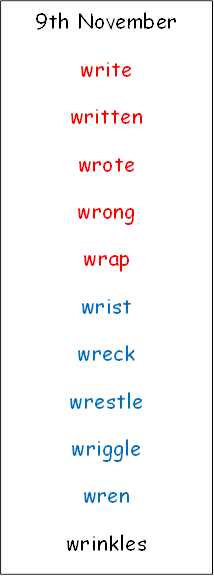 9th November
write
written
wrote
wrong
wrap
wrist
wreck
wrestle
wriggle
wren
wrinkles